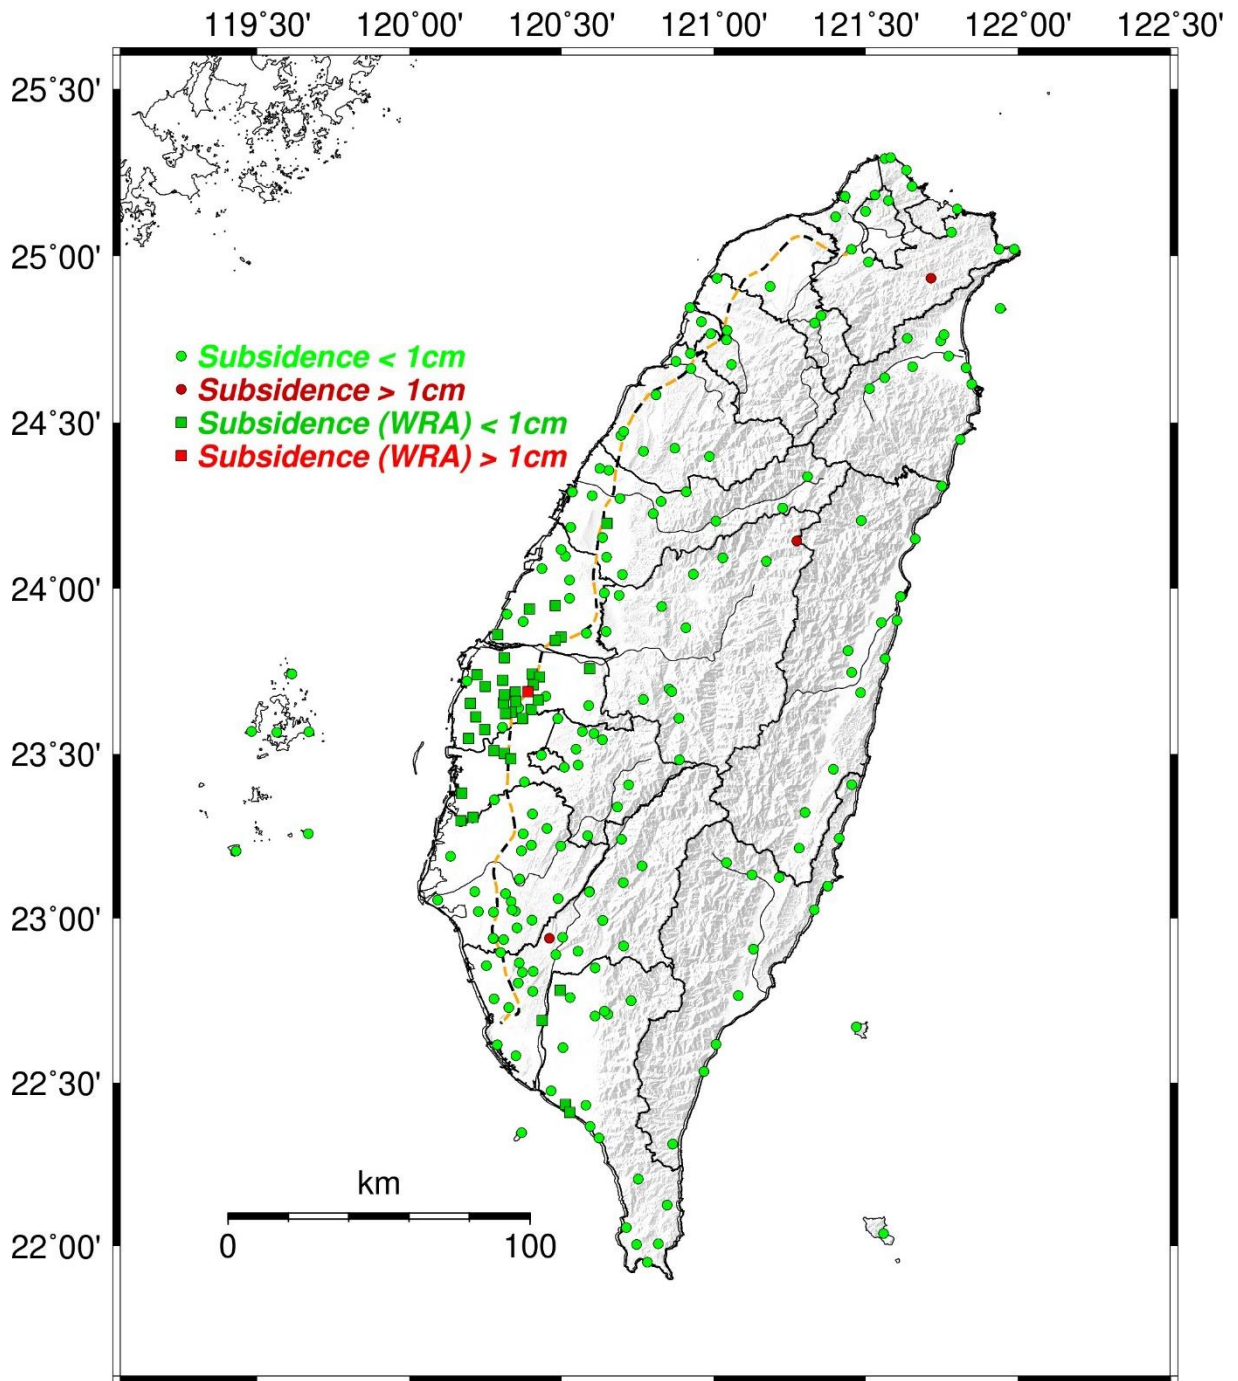 119˚30' 120˚00' 120˚30' 121˚00' 121˚30' 122˚00' 122˚30'
25˚30'
25˚00'
Subsidence < 1cm
Subsidence > 1cm
24˚30'
Subsidence (WRA) < 1cm
Subsidence (WRA) > 1cm
24˚00'
23˚30'
23˚00'
22˚30'
km
0 100
22˚00'